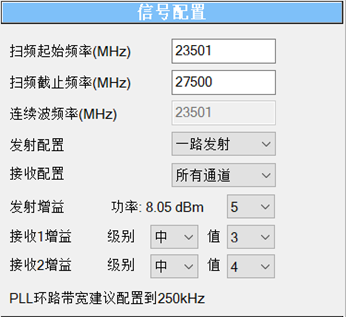 信号配置
扫频起始频率(MHz) 23501
扫频截止频率(MHz) 27500
连续波频率(MHz) 23501
发射配置 一路发射
接收配置 所有通道
发射增益 功率: 8.05 dBm 5
接收1增益 级别 中 值 3
接收2增益 级别 中 值 4
PLL环路带宽建议配置到250kHz